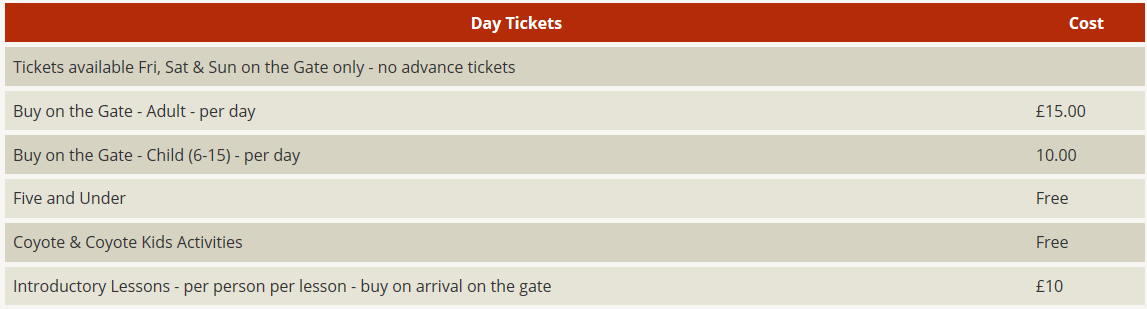 Day Tickets Cost
Tickets available Fri, Sat & Sun on the Gate only - no advance tickets
Buy on the Gate - Adult - per day £15.00
Buy on the Gate - Child (6-15) - per day 10.00
Five and Under Free
Coyote & Coyote Kids Activities Free
Introductory Lessons - per person per lesson - buy on arrival on the gate £10